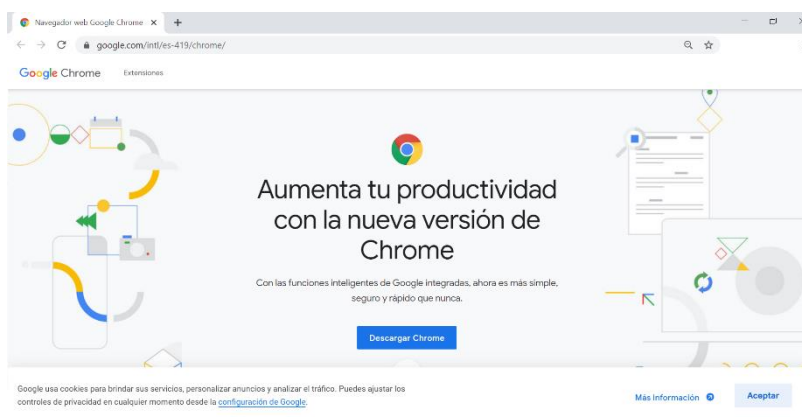 Navegador web Google Chrome
google.com/intl/es-419/chrome/
Google Chrome Extensiones
Aumenta tu productividad
con la nueva versión de
Chrome
Con las funciones inteligentes de Google integradas, ahora es más simple,
seguro y rápido que nunca.
Descargar Chrome
Google usa cookies para brindar sus servicios, personalizar anuncios y analizar el tráfico. Puedes ajustar los
controles de privacidad en cualquier momento desde la configuración de Google.
Más información Aceptar